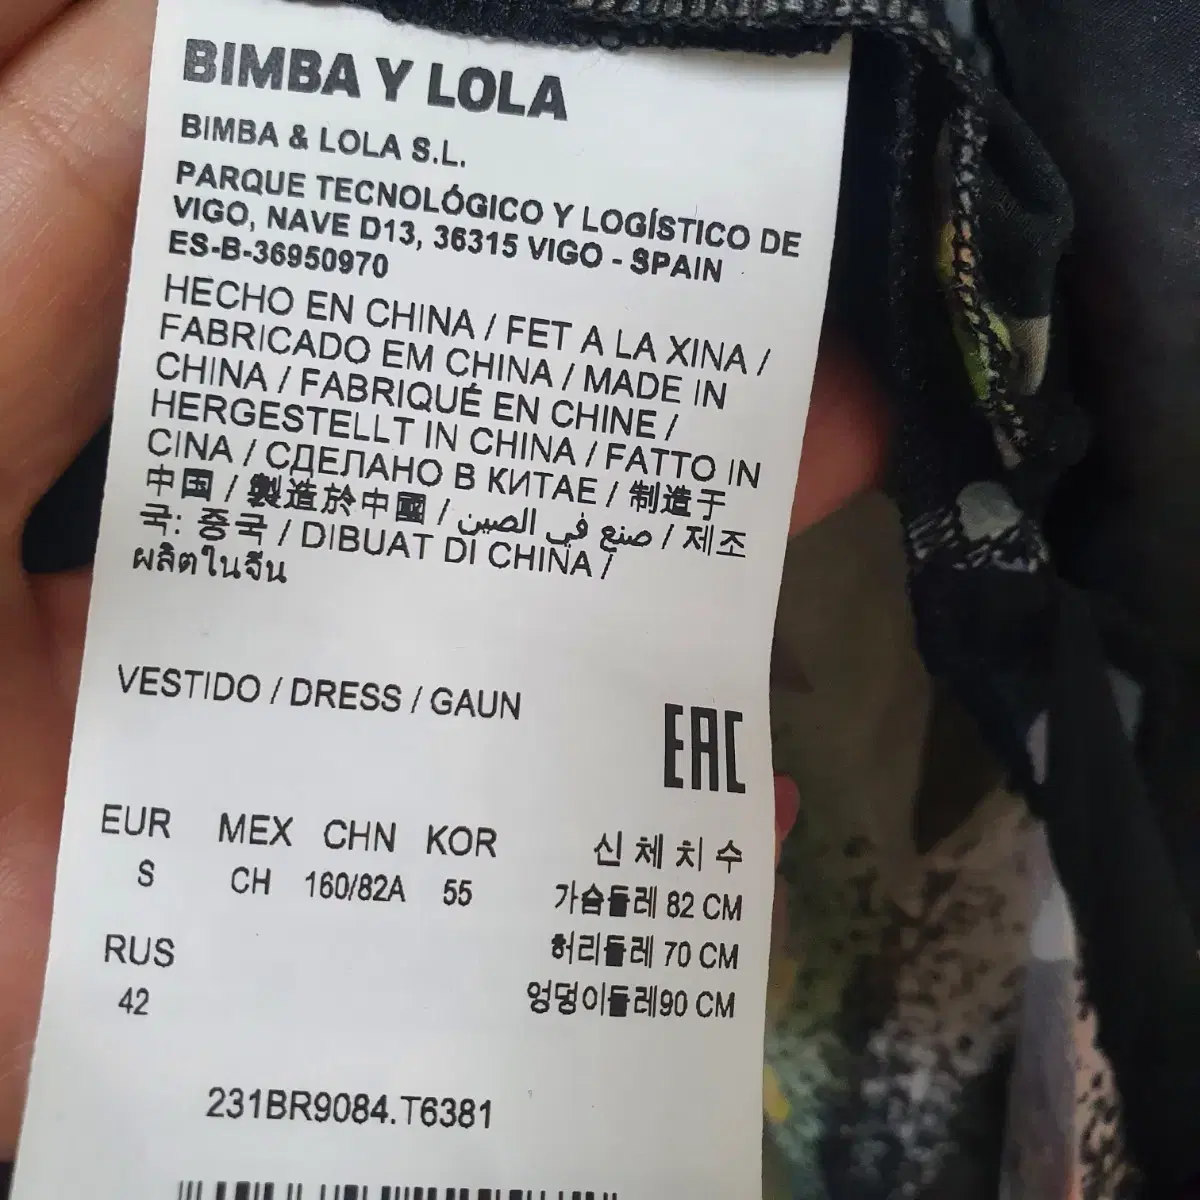 BIMBA Y LOLA
BIMBA & LOLA S.L.
PARQUE TECNOLÓGICO Y LOGÍSTICO DE
VIGO, NAVE D13, 36315 VIGO - SPAIN
ES-B-36950970
HECHO EN CHINA / FET A LA XINA /
FABRICADO EM CHINA / MADE IN
CHINA / FABRIQUÉ EN CHINE /
HERGESTELLT IN CHINA / FATTO IN
CINA / СДЕЛАНО В КИТАЕ / 制造于
中国 / 製造於中國 / صنع في الصين / 제조
국: 중국 / DIBUAT DI CHINA /
ผลิตในจีน
VESTIDO / DRESS / GAUN
EAC
EUR MEX CHN KOR
S CH 160/82A 55
RUS
42
신체치수
가슴둘레 82 CM
허리둘레 70 CM
엉덩이둘레90 CM
231BR9084.T6381